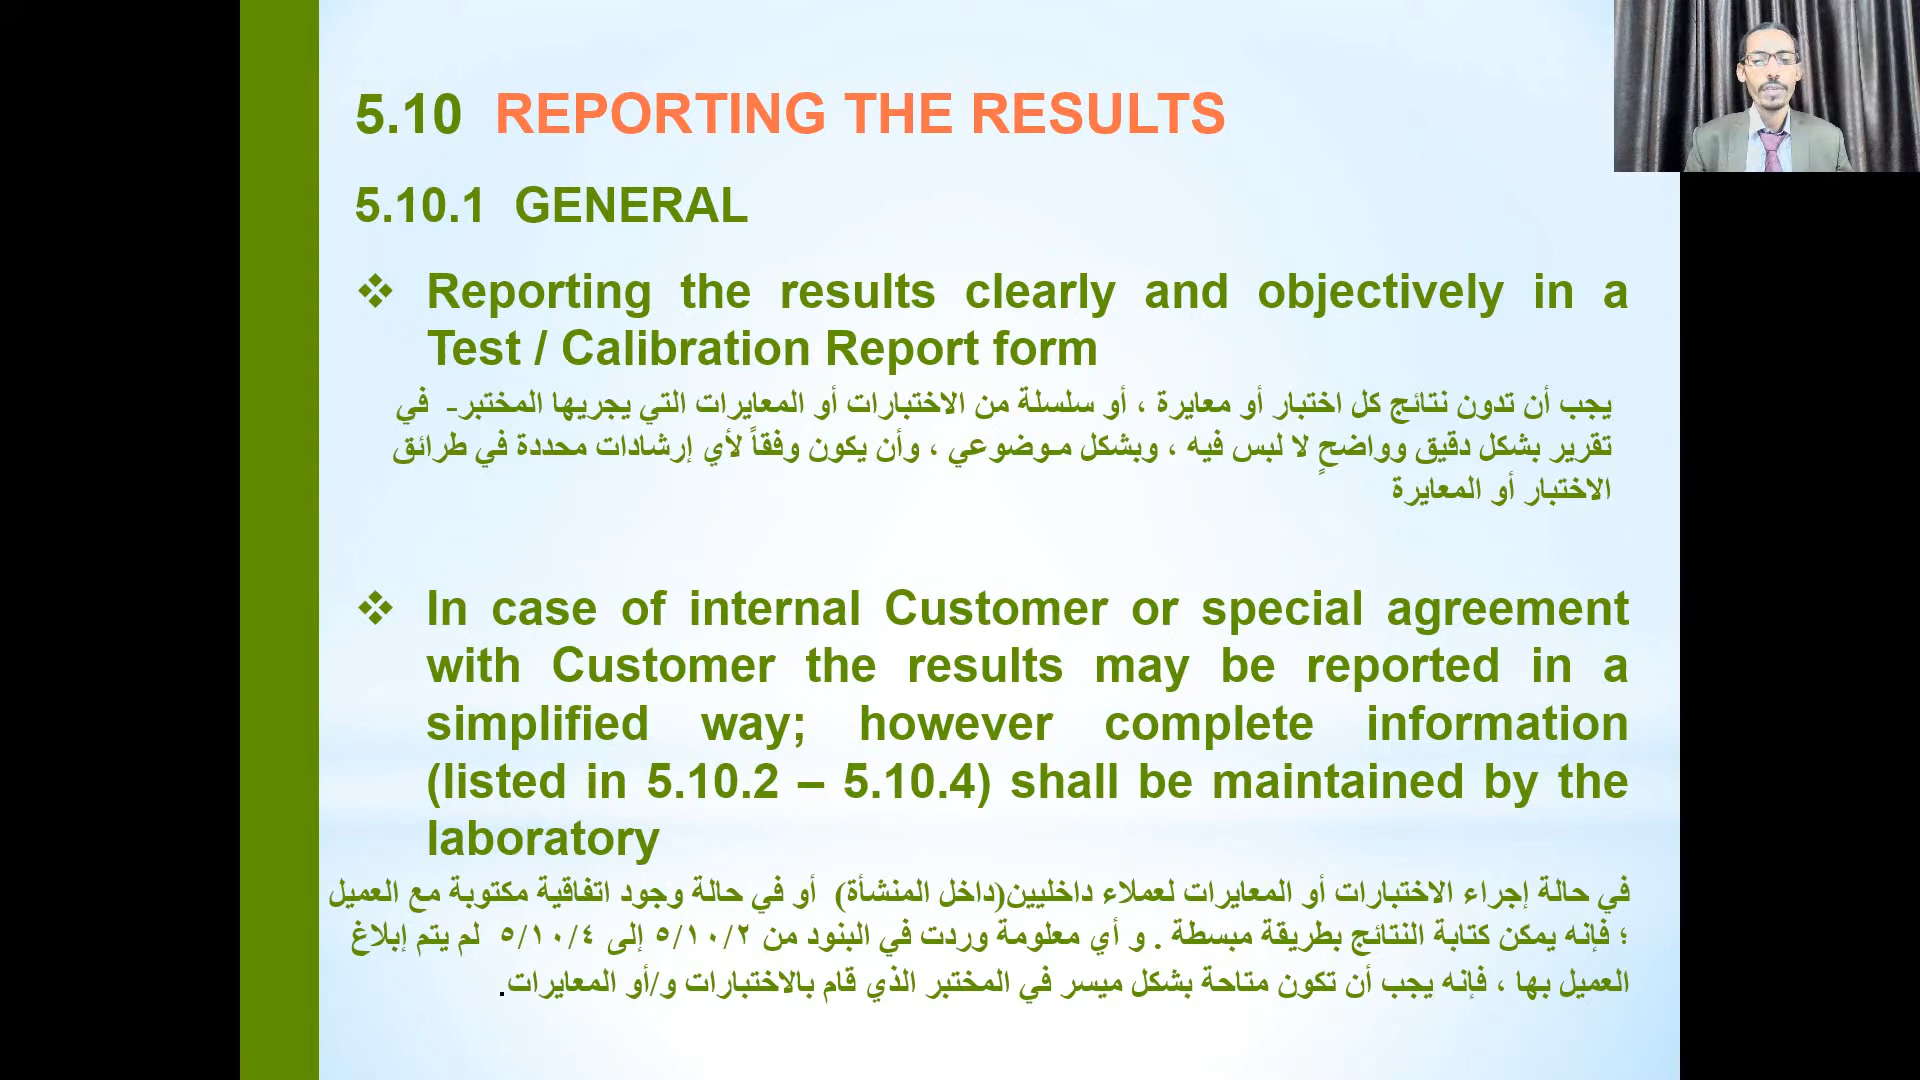 5.10 REPORTING THE RESULTS
5.10.1 GENERAL
❖ Reporting the results clearly and objectively in a
Test / Calibration Report form
يجب أن تدون نتائج كل اختبار أو معايرة ، أو سلسلة من الاختبارات أو المعايرات التي يجريها المختبر- في
تقرير بشكل دقيق وواضحٍ لا لبس فيه ، وبشكل مـوضوعي ، وأن يكون وفقاً لأي إرشادات محددة في طرائق
الاختبار أو المعايرة
❖ In case of internal Customer or special agreement
with Customer the results may be reported in a
simplified way; however complete information
(listed in 5.10.2 – 5.10.4) shall be maintained by the
laboratory
في حالة إجراء الاختبارات أو المعايرات لعملاء داخليين(داخل المنشأة) أو في حالة وجود اتفاقية مكتوبة مع العميل
؛ فإنه يمكن كتابة النتائج بطريقة مبسطة . و أي معلومة وردت في البنود من ٥/١٠/٢ إلى ٥/١٠/٤ لم يتم إبلاغ
العميل بها ، فإنه يجب أن تكون متاحة بشكل ميسر في المختبر الذي قام بالاختبارات و/أو المعايرات.